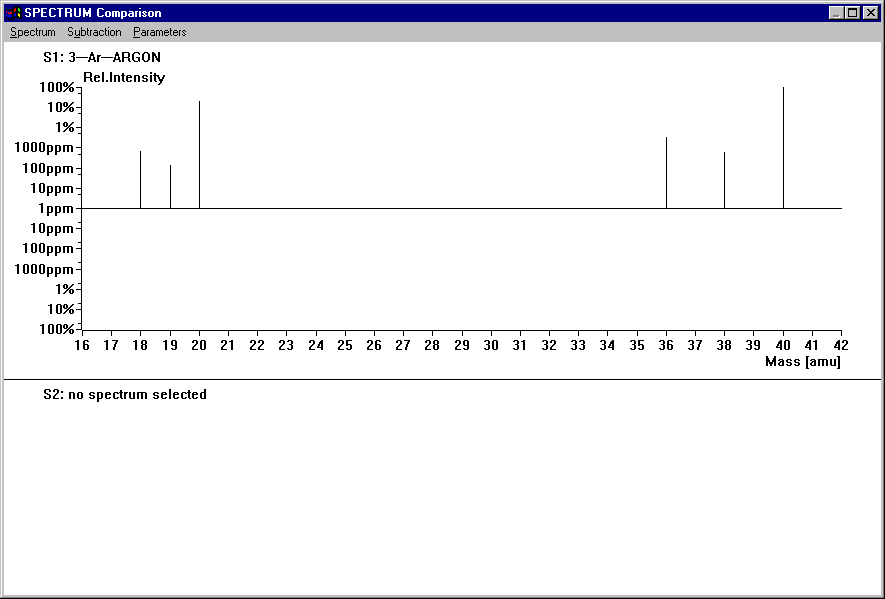 SPECTRUM Comparison
Spectrum Subtraction Parameters
S1: 3—Ar—ARGON
Rel.Intensity
100%
10%
1%
1000ppm
100ppm
10ppm
1ppm
10ppm
100ppm
1000ppm
1%
10%
100%
16 17 18 19 20 21 22 23 24 25 26 27 28 29 30 31 32 33 34 35 36 37 38 39 40 41 42
Mass [amu]
S2: no spectrum selected